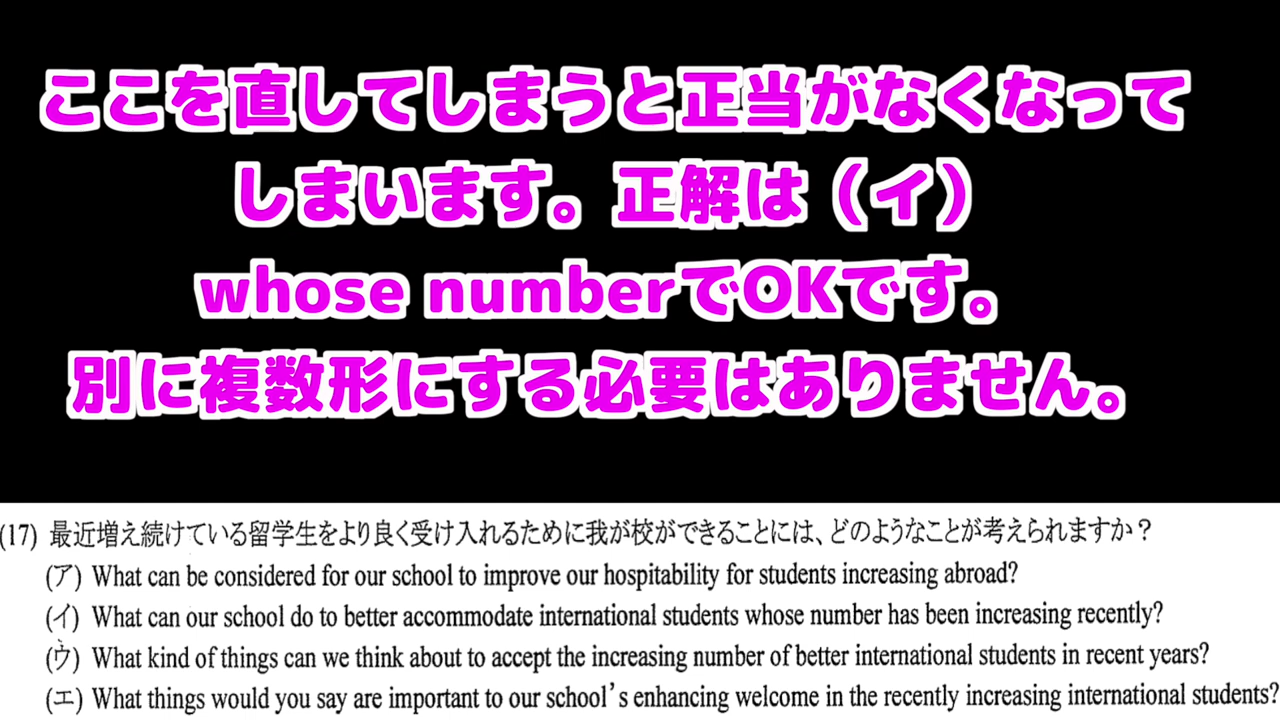 ここを直してしまうと正当がなくなって
しまいます。正解は（イ）
whose numberでOKです。
別に複数形にする必要はありません。
(17) 最近増え続けている留学生をより良く受け入れるために我が校ができることには、どのようなことが考えられますか？
(ア) What can be considered for our school to improve our hospitability for students increasing abroad?
(イ) What can our school do to better accommodate international students whose number has been increasing recently?
(ウ) What kind of things can we think about to accept the increasing number of better international students in recent years?
(エ) What things would you say are important to our school's enhancing welcome in the recently increasing international students?